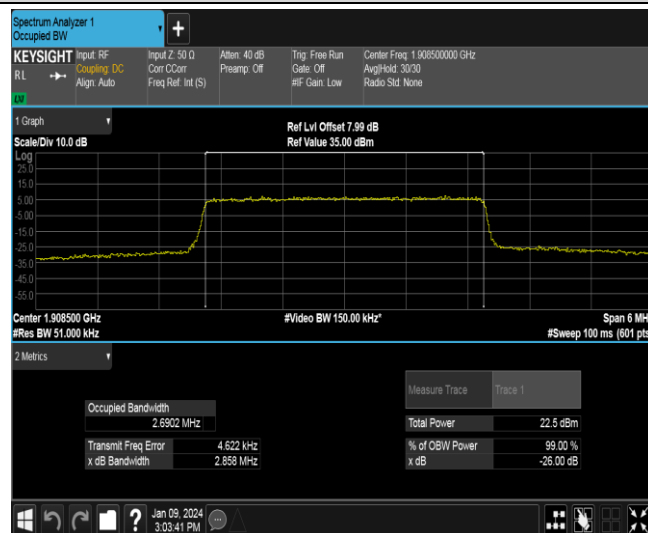 Spectrum Analyzer 1
Occupied BW
+
KEYSIGHT
RL
Input: RF
Coupling: DC
Align: Auto
Input Z: 50 Ω
Corr CCorr
Freq Ref: Int (S)
Atten: 40 dB
Preamp: Off
Trig: Free Run
Gate: Off
#IF Gain: Low
Center Freq: 1.908500000 GHz
Avg|Hold: 30/30
Radio Std: None
1 Graph
Scale/Div 10.0 dB
Ref Lvl Offset 7.99 dB
Ref Value 35.00 dBm
Log
25.0
15.0
5.00
-5.00
-15.0
-25.0
-35.0
-45.0
-55.0
Center 1.908500 GHz
#Video BW 150.00 kHz*
Span 6 MH
#Res BW 51.000 kHz
#Sweep 100 ms (601 pts
2 Metrics
Measure Trace
Trace 1
Occupied Bandwidth
2.6902 MHz
Total Power
22.5 dBm
Transmit Freq Error
4.622 kHz
% of OBW Power
99.00 %
x dB Bandwidth
2.858 MHz
x dB
-26.00 dB
?
Jan 09, 2024
3:03:41 PM